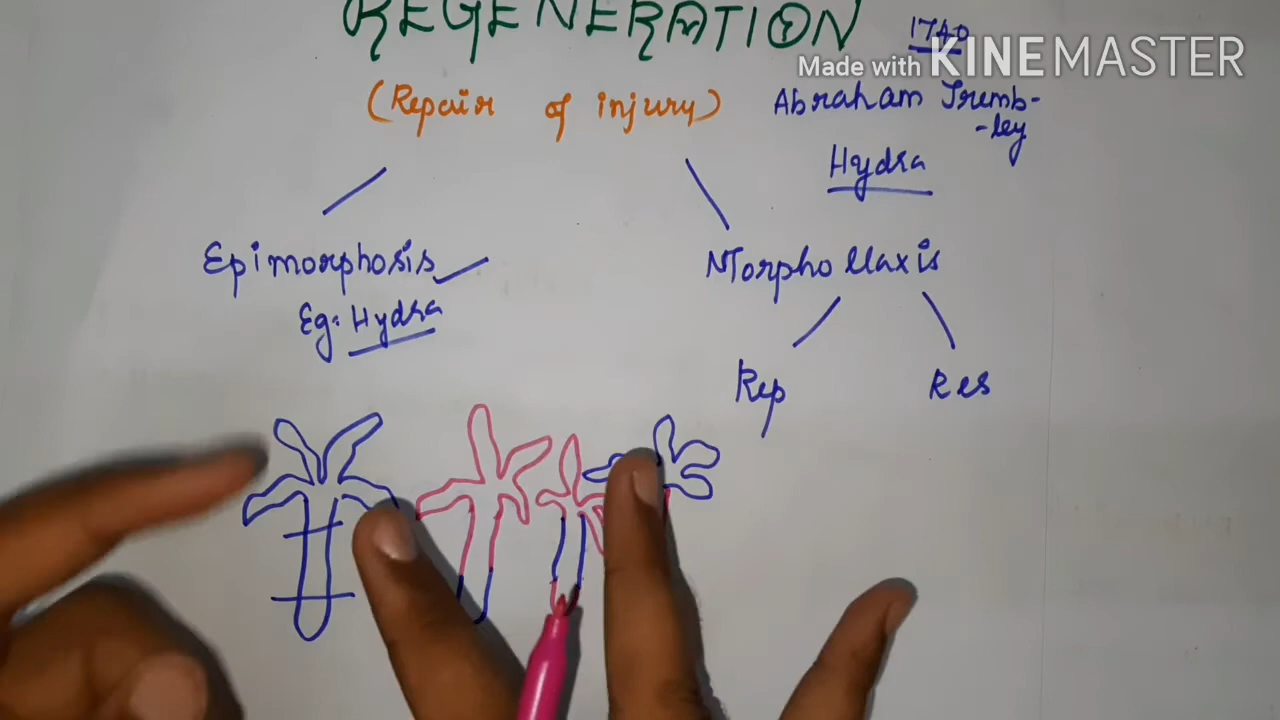 REGENERATION
1740
Made with KINEMASTER
(Repair of injury)
Abraham Tremb-
-ley
Hydra
Epimorphosis
Morphollaxis
Eg: Hydra
Rep
Res